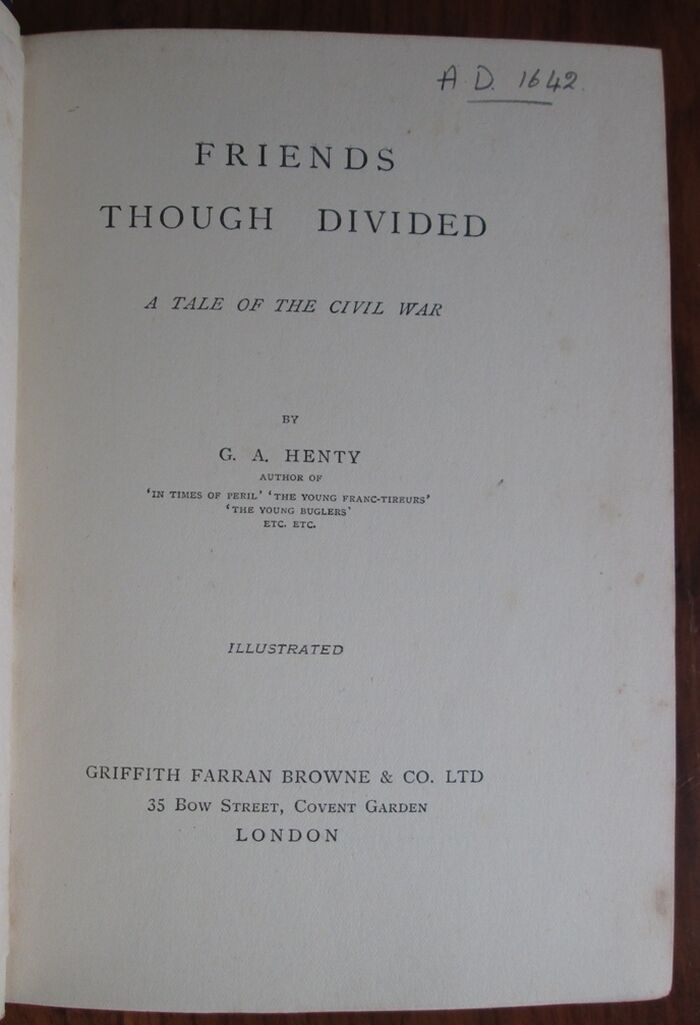 A.D. 1642.
FRIENDS
THOUGH DIVIDED
A TALE OF THE CIVIL WAR
BY
G. A. HENTY
AUTHOR OF
'IN TIMES OF PERIL' 'THE YOUNG FRANC-TIREURS'
'THE YOUNG BUGLERS'
ETC. ETC.
ILLUSTRATED
GRIFFITH FARRAN BROWNE & CO. LTD
35 BOW STREET, COVENT GARDEN
LONDON